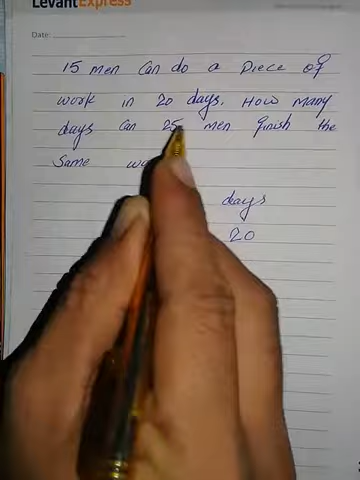 LevantExpress
Date:
15 men can do a piece of
work in 20 days. How many
days can 25 men finish the
same
days
20